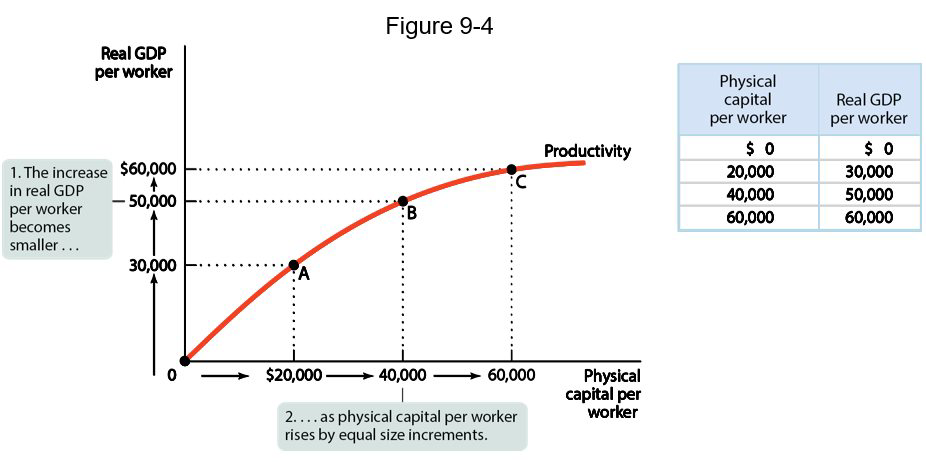 Figure 9-4
Real GDP
per worker
1. The increase
in real GDP
per worker
becomes
smaller . . .
$60,000
50,000
30,000
0
$20,000
40,000
60,000
Productivity
A
B
C
Physical
capital per
worker
2. . . . as physical capital per worker
rises by equal size increments.
Physical
capital
per worker
Real GDP
per worker
$ 0 $ 0
20,000 30,000
40,000 50,000
60,000 60,000